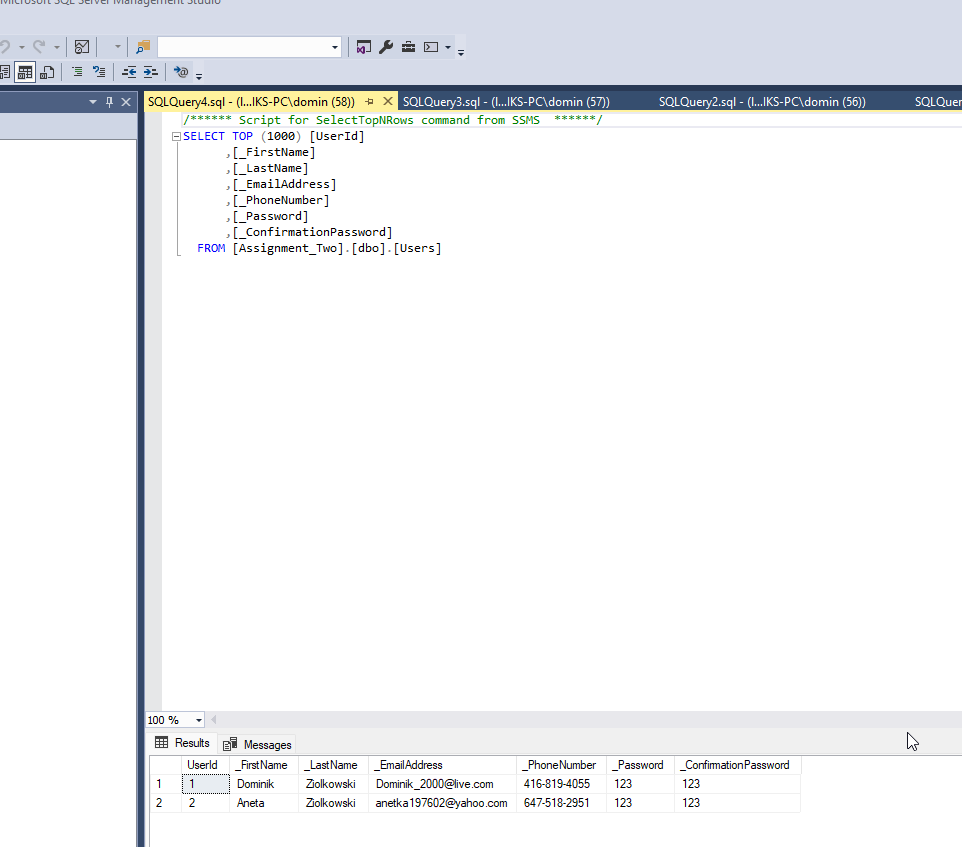 Microsoft SQL Server Management Studio
SQLQuery4.sql - (l...IKS-PC\domin (58)) SQLQuery3.sql - (l...IKS-PC\domin (57)) SQLQuery2.sql - (l...IKS-PC\domin (56)) SQLQuer
/****** Script for SelectTopNRows command from SSMS  ******/
SELECT TOP (1000) [UserId]
,[_FirstName]
,[_LastName]
,[_EmailAddress]
,[_PhoneNumber]
,[_Password]
,[_ConfirmationPassword]
FROM [Assignment_Two].[dbo].[Users]
100 %
Results Messages
UserId _FirstName _LastName _EmailAddress _PhoneNumber _Password _ConfirmationPassword
1 1 Dominik Ziolkowski Dominik_2000@live.com 416-819-4055 123 123
2 2 Aneta Ziolkowski anetka197602@yahoo.com 647-518-2951 123 123